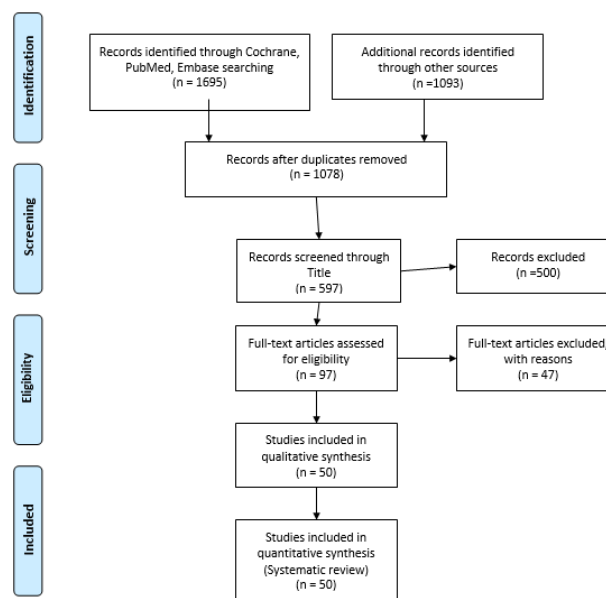 Identification
Records identified through Cochrane,
PubMed, Embase searching
(n = 1695)
Additional records identified
through other sources
(n =1093)
Records after duplicates removed
(n = 1078)
Screening
Records screened through
Title
(n = 597)
Records excluded
(n =500)
Eligibility
Full-text articles assessed
for eligibility
(n = 97)
Full-text articles excluded,
with reasons
(n = 47)
Studies included in
qualitative synthesis
(n = 50)
Included
Studies included in
quantitative synthesis
(Systematic review)
(n = 50)